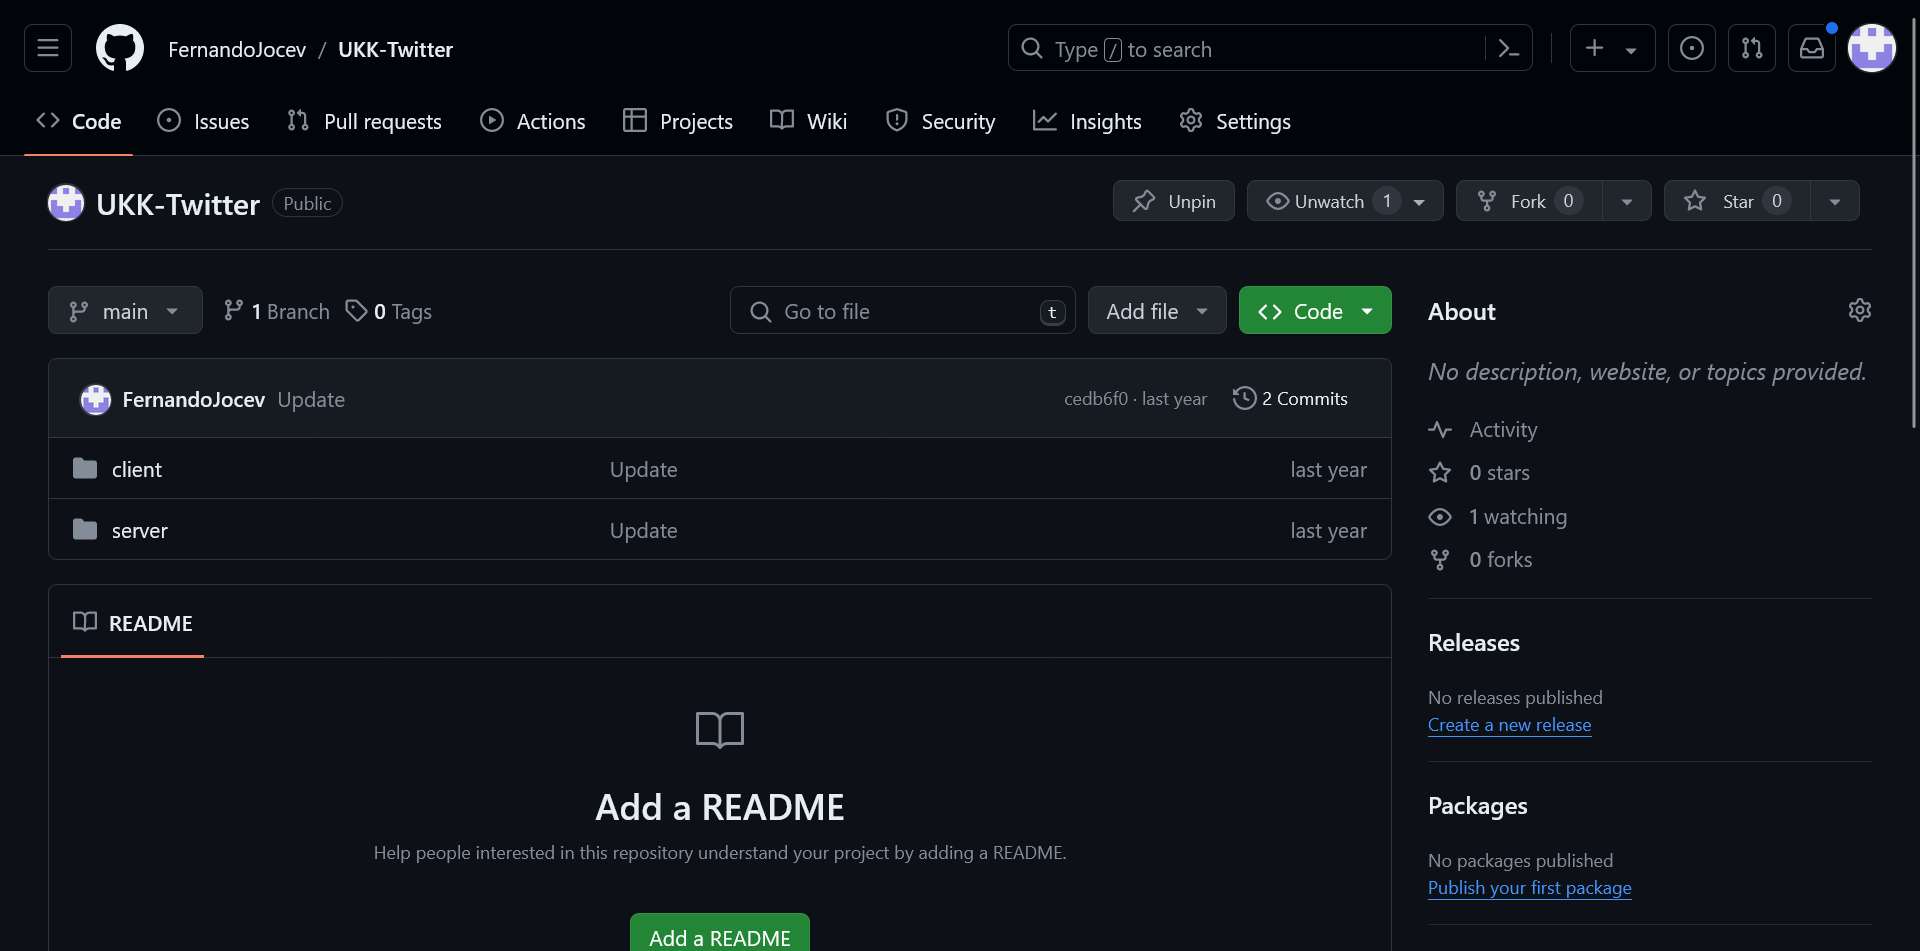 FernandoJocev / UKK-Twitter
Type / to search
Code Issues Pull requests Actions Projects Wiki Security Insights Settings
UKK-Twitter Public
Unpin Unwatch 1 Fork 0 Star 0
main 1 Branch 0 Tags
Go to file t Add file Code
FernandoJocev Update cedb6f0 · last year 2 Commits
client Update last year
server Update last year
README
Add a README
Help people interested in this repository understand your project by adding a README.
Add a README
About
No description, website, or topics provided.
Activity
0 stars
1 watching
0 forks
Releases
No releases published
Create a new release
Packages
No packages published
Publish your first package